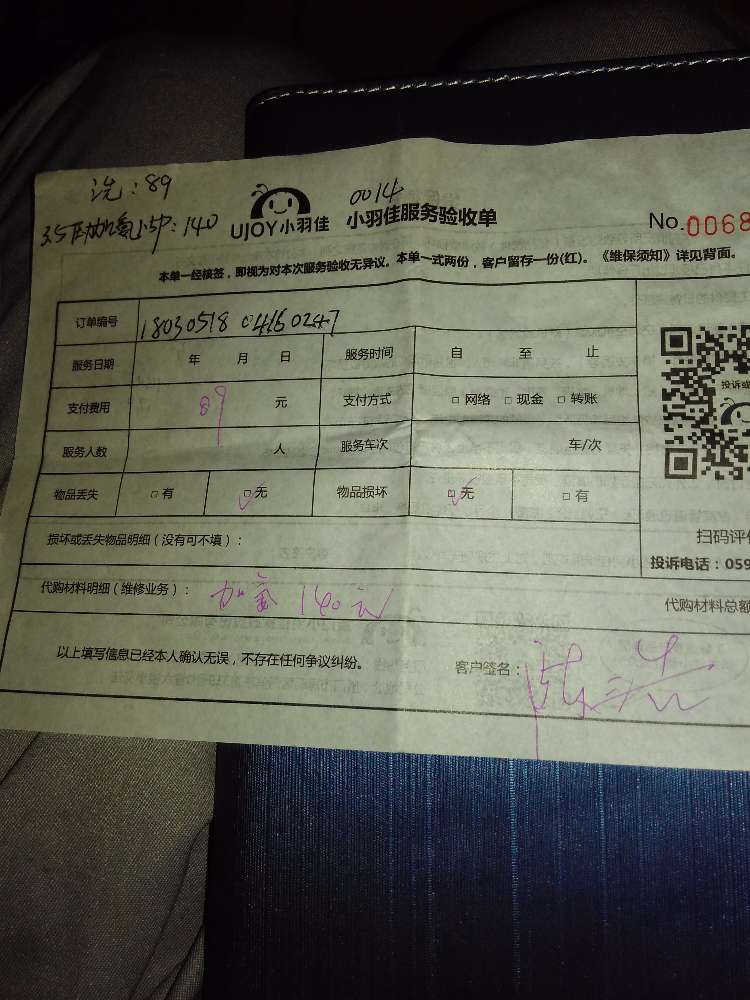 洗：89
0014
3.5压加氨1.5P：140
UJOY小羽佳 小羽佳服务验收单 No.0068
本单一经核签，即视为对本次服务验收无异议。本单一式两份，客户留存一份(红)。《维保须知》详见背面。
订单编号 18030518 04160247
服务日期 年 月 日 服务时间 自 至 止
支付费用 89 元 支付方式 □ 网络 □ 现金 □ 转账
投诉或
服务人数 人 服务车次 车/次
物品丢失 □ 有 □无 物品损坏 □无 □ 有
扫码评
损坏或丢失物品明细（没有可不填）：
投诉电话：059
代购材料明细（维修业务）： 加氨 140元 代购材料总额
以上填写信息已经本人确认无误，不存在任何争议纠纷。 客户签名：